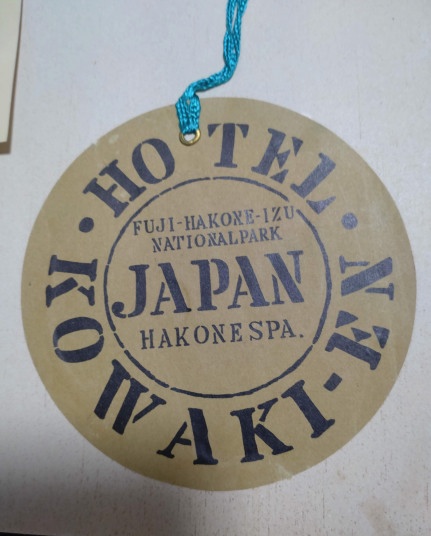 HOTEL
KOWAKI-EN
FUJI-HAKONE-IZU
NATIONALPARK
JAPAN
HAKONE SPA.